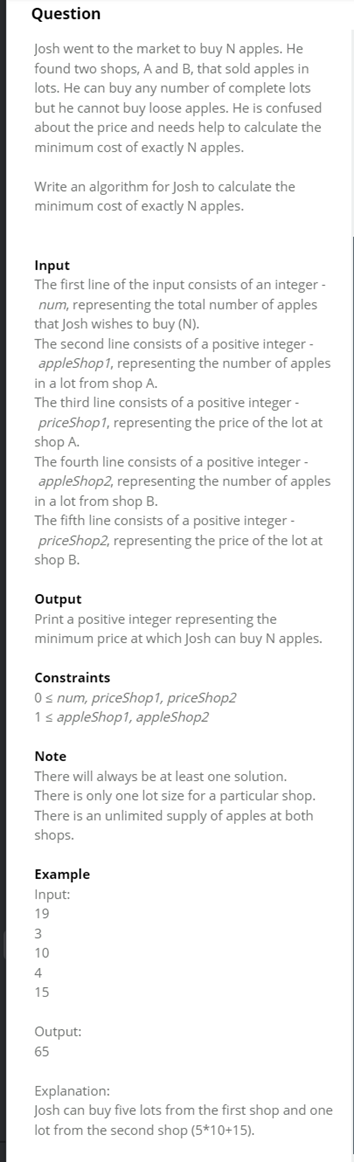 Question
Josh went to the market to buy N apples. He
found two shops, A and B, that sold apples in
lots. He can buy any number of complete lots
but he cannot buy loose apples. He is confused
about the price and needs help to calculate the
minimum cost of exactly N apples.
Write an algorithm for Josh to calculate the
minimum cost of exactly N apples.
Input
The first line of the input consists of an integer -
num, representing the total number of apples
that Josh wishes to buy (N).
The second line consists of a positive integer -
appleShop1, representing the number of apples
in a lot from shop A.
The third line consists of a positive integer -
priceShop1, representing the price of the lot at
shop A.
The fourth line consists of a positive integer -
appleShop2, representing the number of apples
in a lot from shop B.
The fifth line consists of a positive integer -
priceShop2, representing the price of the lot at
shop B.
Output
Print a positive integer representing the
minimum price at which Josh can buy N apples.
Constraints
0 ≤ num, priceShop1, priceShop2
1 ≤ appleShop1, appleShop2
Note
There will always be at least one solution.
There is only one lot size for a particular shop.
There is an unlimited supply of apples at both
shops.
Example
Input:
19
3
10
4
15
Output:
65
Explanation:
Josh can buy five lots from the first shop and one
lot from the second shop (5*10+15).